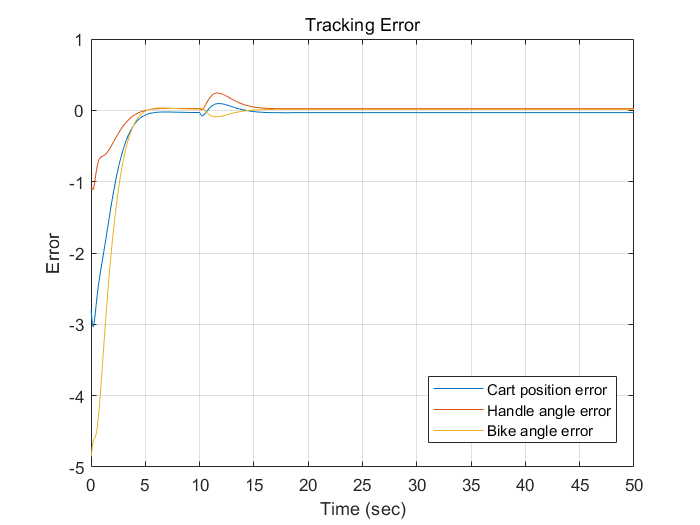 Tracking Error
1
0
-1
-2
-3
-4
-5
Error
Cart position error
Handle angle error
Bike angle error
0 5 10 15 20 25 30 35 40 45 50
Time (sec)